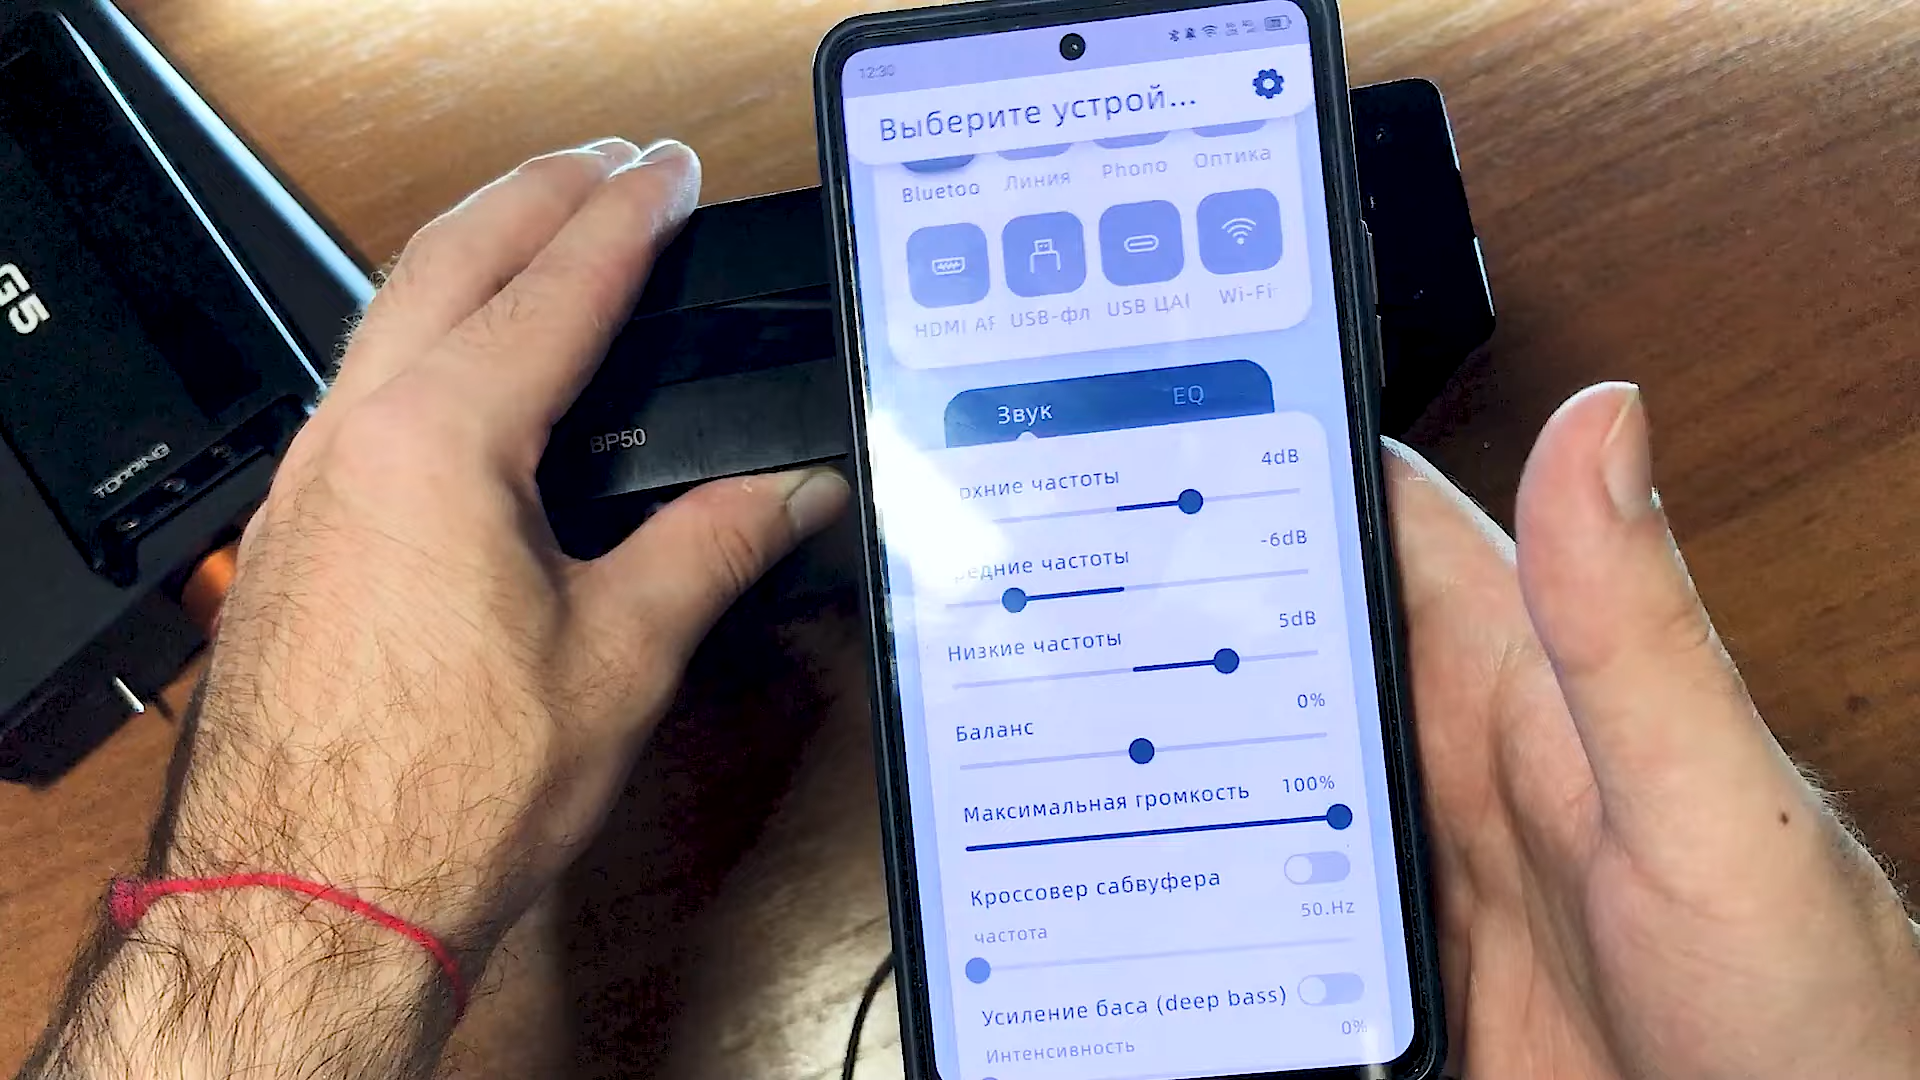 12:30
Выберите устрой...
Bluetoo
Линия
Phono
Оптика
HDMI AF
USB-фл
USB ЦАІ
Wi-Fi
Звук
EQ
рхние частоты
4dB
редние частоты
-6dB
Низкие частоты
5dB
Баланс
0%
Максимальная громкость
100%
Кроссовер сабвуфера
50.Hz
частота
Усиление баса (deep bass)
0%
Интенсивность
BP50
G5
TOPPING